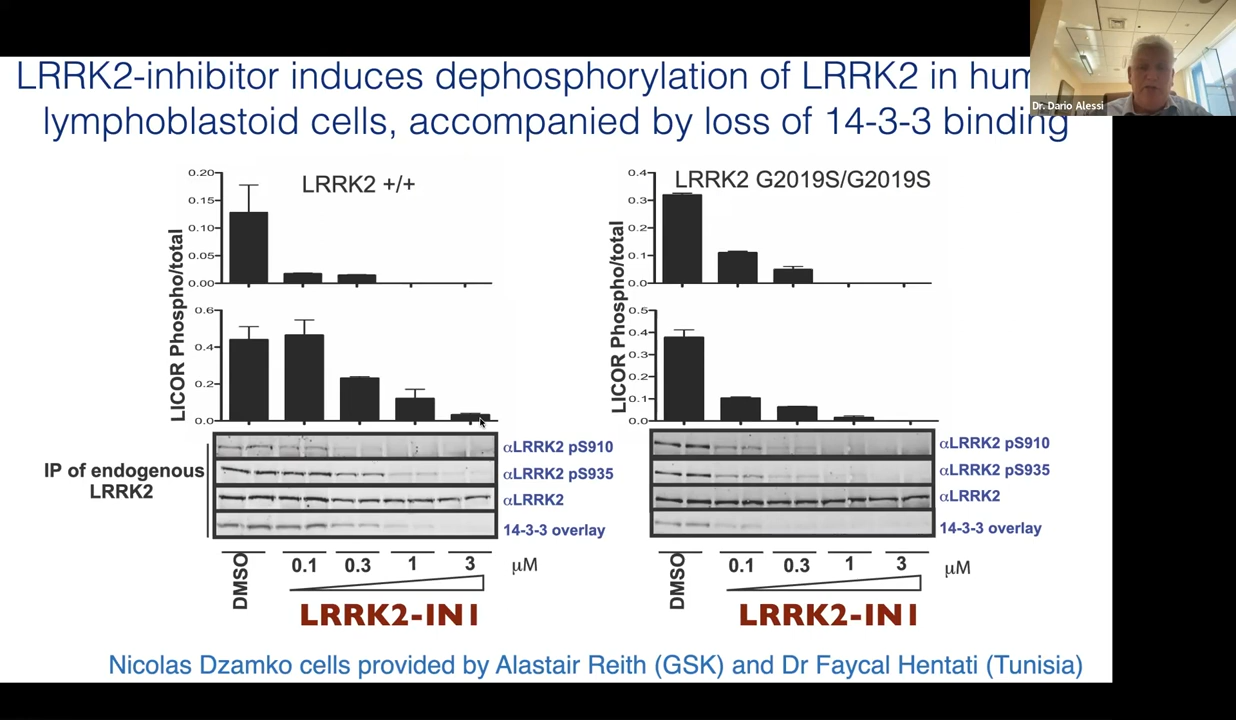 LRRK2-inhibitor induces dephosphorylation of LRRK2 in hum
Dr. Dario Alessi
lymphoblastoid cells, accompanied by loss of 14-3-3 binding
LRRK2 +/+
LICOR Phospho/total
0.20
0.15
0.10
0.05
0.00
LICOR Phospho/total
0.6
0.4
0.2
0.0
IP of endogenous
LRRK2
αLRRK2 pS910
αLRRK2 pS935
αLRRK2
14-3-3 overlay
DMSO 0.1 0.3 1 3 μM
LRRK2-IN1
LRRK2 G2019S/G2019S
LICOR Phospho/total
0.4
0.3
0.2
0.1
0.0
LICOR Phospho/total
0.5
0.4
0.3
0.2
0.1
0.0
αLRRK2 pS910
αLRRK2 pS935
αLRRK2
14-3-3 overlay
DMSO 0.1 0.3 1 3 μM
LRRK2-IN1
Nicolas Dzamko cells provided by Alastair Reith (GSK) and Dr Faycal Hentati (Tunisia)